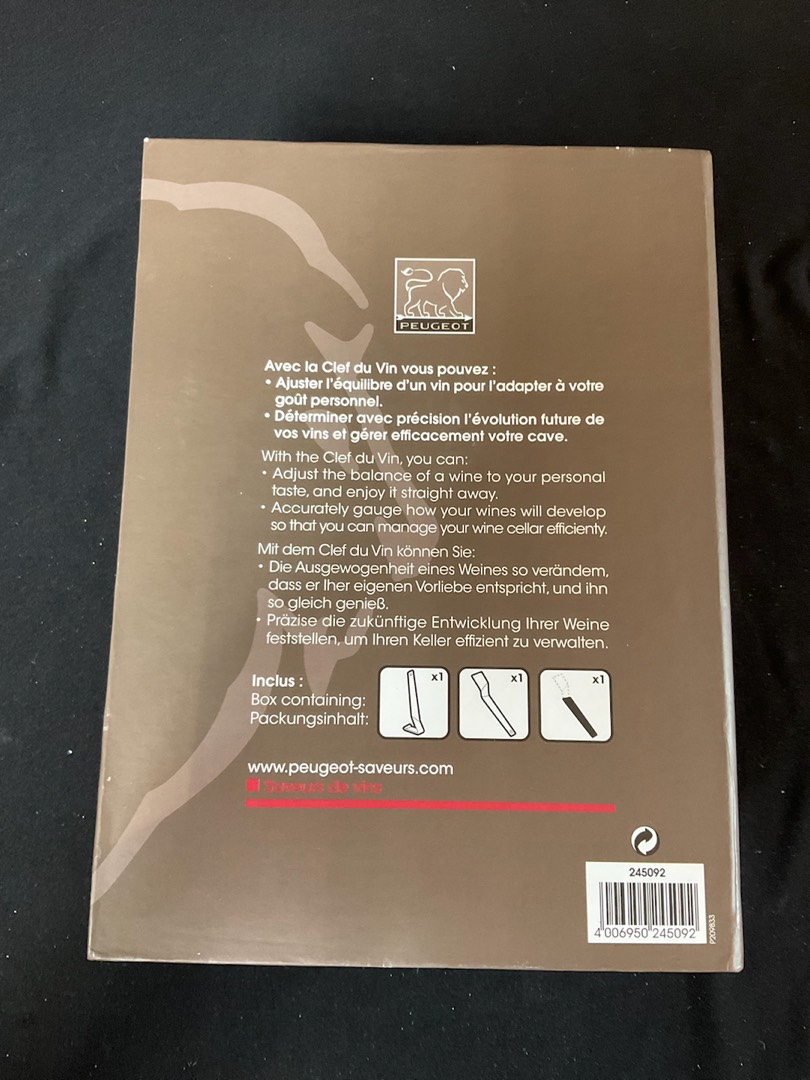 PEUGEOT
Avec la Clef du Vin vous pouvez :
• Ajuster l'équilibre d'un vin pour l'adapter à votre
goût personnel.
• Déterminer avec précision l'évolution future de
vos vins et gérer efficacement votre cave.
With the Clef du Vin, you can:
• Adjust the balance of a wine to your personal
taste, and enjoy it straight away.
• Accurately gauge how your wines will develop
so that you can manage your wine cellar efficienty.
Mit dem Clef du Vin können Sie:
• Die Ausgewogenheit eines Weines so verändern,
dass er Iher eigenen Vorliebe entspricht, und ihn
so gleich genieß.
• Präzise die zukünftige Entwicklung Ihrer Weine
feststellen, um Ihren Keller effizient zu verwalten.
Inclus :
Box containing:
Packungsinhalt:
x1
x1
x1
www.peugeot-saveurs.com
Saveurs de vins
245092
4 006950 245092
P209833